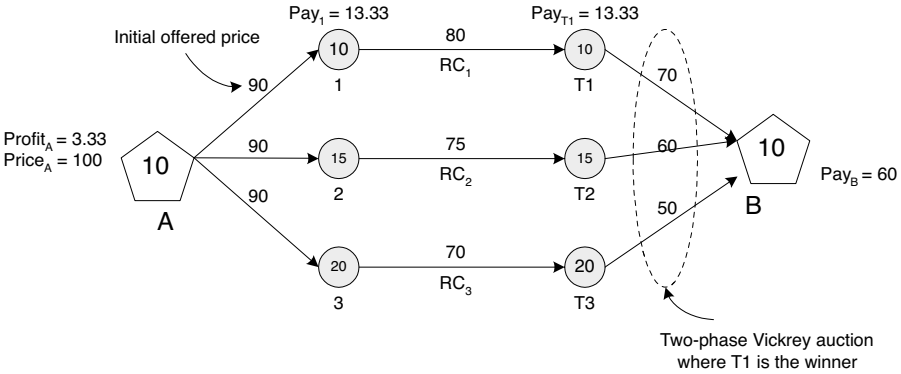 Pay1 = 13.33
PayT1 = 13.33
Initial offered price
10
80
10
RC1
1
T1
90
70
ProfitA = 3.33
PriceA = 100
10
A
90
15
75
15
RC2
2
T2
60
10
B
PayB = 60
90
50
20
70
20
RC3
3
T3
Two-phase Vickrey auction
where T1 is the winner